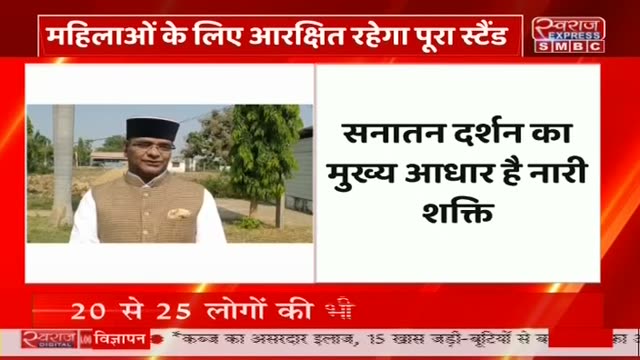 महिलाओं के लिए आरक्षित रहेगा पूरा स्टैंड
स्वराज
EXPRESS
SMBC
सनातन दर्शन का
मुख्य आधार है नारी
शक्ति
20 से 25 लोगों की भी
स्वराज
DIGITAL
विज्ञापन
कब्ज का असरदार इलाज, 15 खास जड़ी-बूटियों से